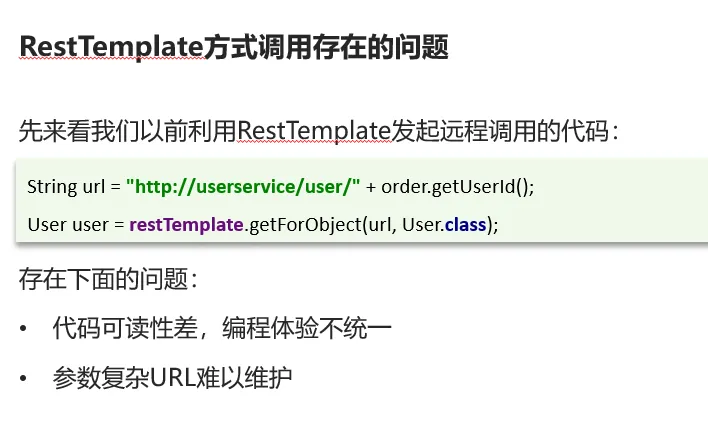 RestTemplate方式调用存在的问题
先来看我们以前利用RestTemplate发起远程调用的代码：
String url = "http://userservice/user/" + order.getUserId();
User user = restTemplate.getForObject(url, User.class);
存在下面的问题：
• 代码可读性差，编程体验不统一
• 参数复杂URL难以维护